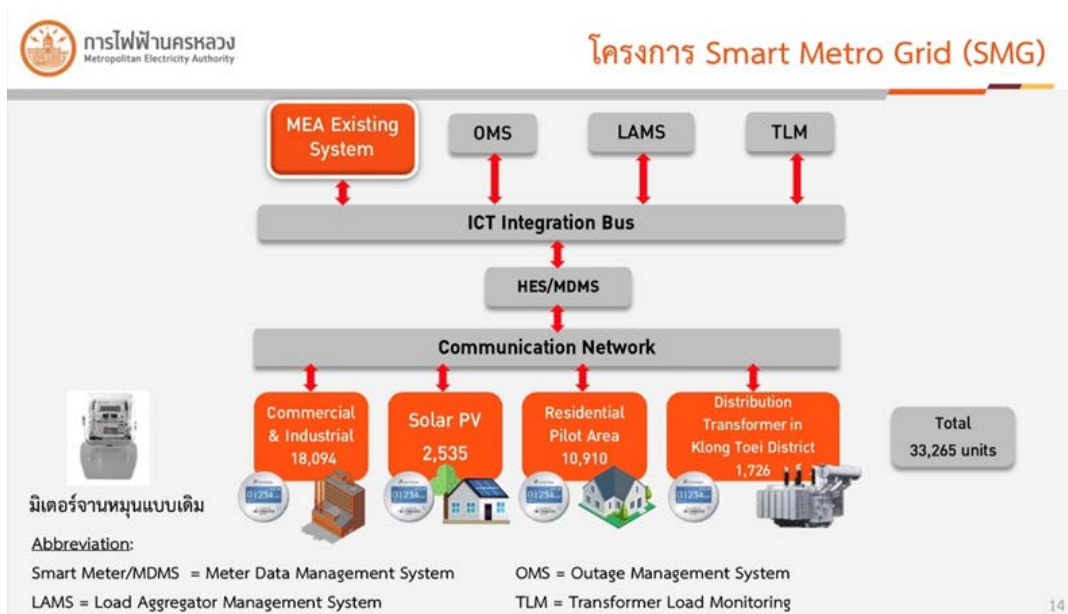 การไฟฟ้านครหลวง
Metropolitan Electricity Authority
โครงการ Smart Metro Grid (SMG)
MEA Existing
System
OMS
LAMS
TLM
ICT Integration Bus
HES/MDMS
Communication Network
Commercial
& Industrial
18,094
Solar PV
2,535
Residential
Pilot Area
10,910
Distribution
Transformer in
Klong Toei District
1,726
Total
33,265 units
01234
01234
01234
01234
มิเตอร์จานหมุนแบบเดิม
Abbreviation:
Smart Meter/MDMS = Meter Data Management System
OMS = Outage Management System
LAMS = Load Aggregator Management System
TLM = Transformer Load Monitoring
14